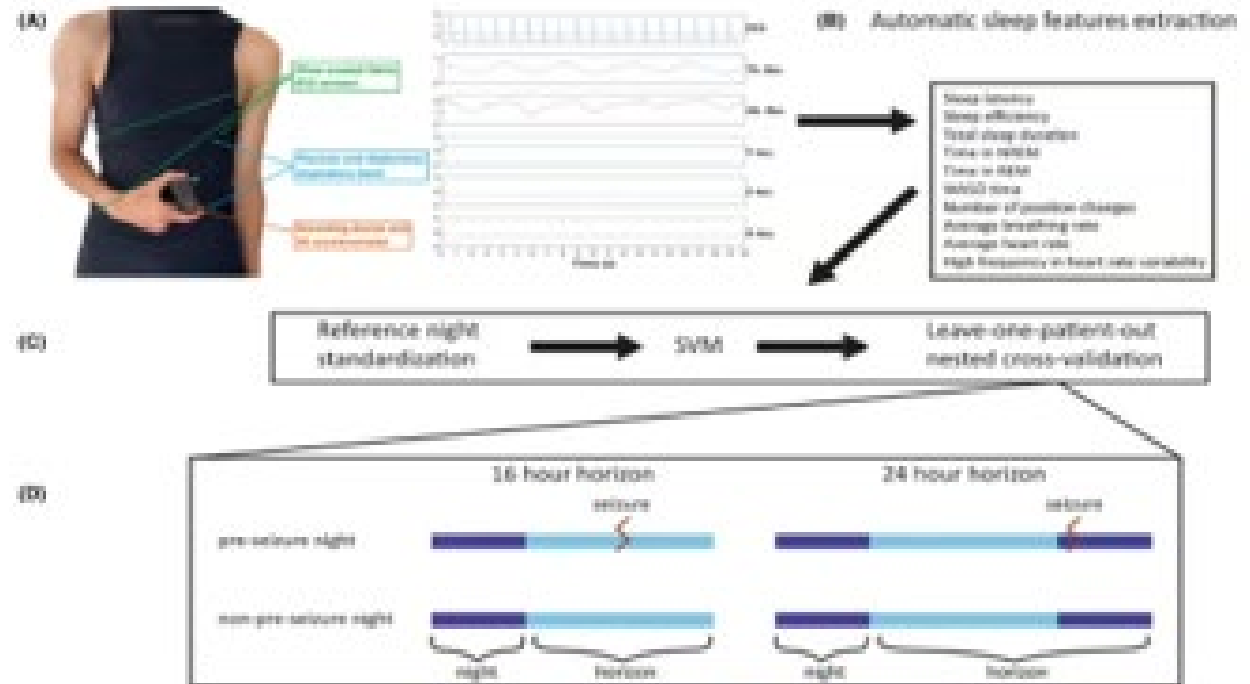 (A)
(B) Automatic sleep features extraction
Sleep latency
Sleep efficiency
Total sleep duration
Time in NREM
Time in REM
WASO time
Number of position changes
Average breathing rate
Average heart rate
High frequency in heart rate variability
(C)
Reference night
standardization
SVM
Leave-one-patient-out
nested cross-validation
(D)
16 hour horizon
24 hour horizon
seizure
seizure
pre-seizure night
non-pre-seizure night
night
horizon
night
horizon